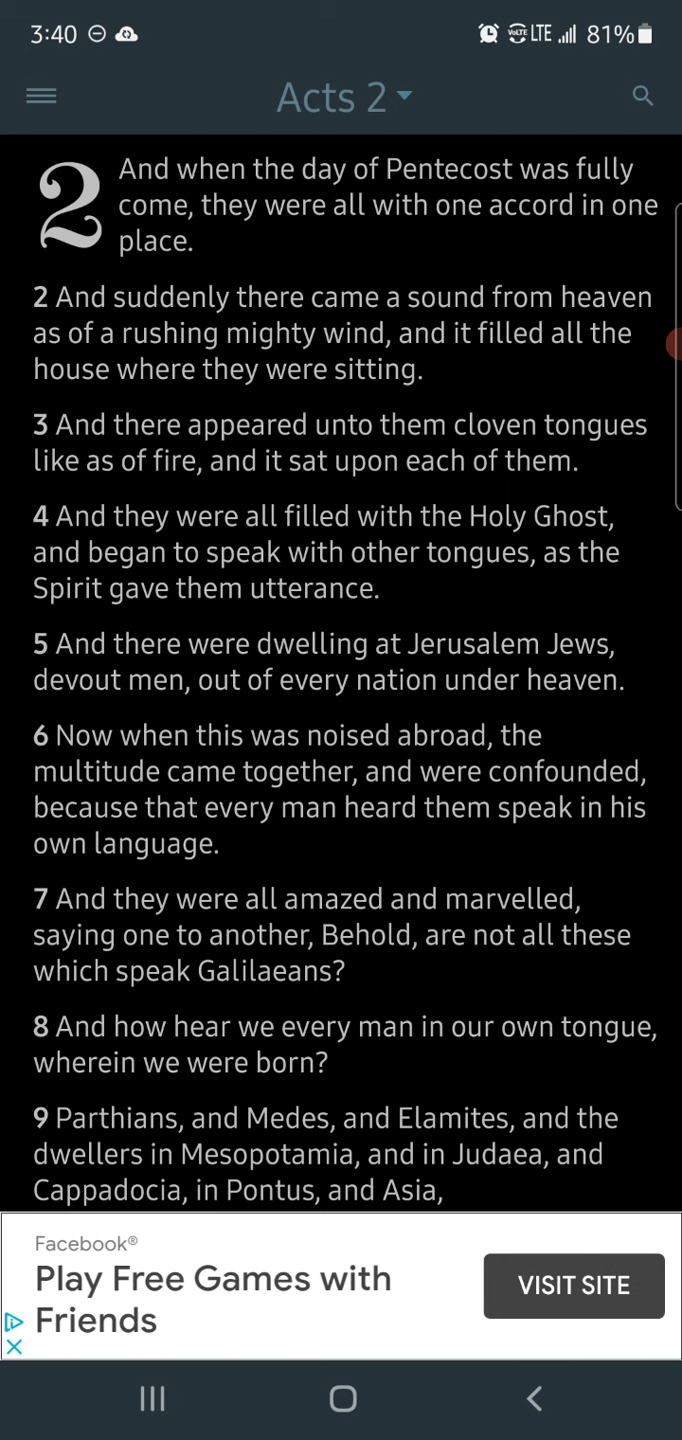 3:40 LTE 81%
Acts 2
2 And when the day of Pentecost was fully
come, they were all with one accord in one
place.
2 And suddenly there came a sound from heaven
as of a rushing mighty wind, and it filled all the
house where they were sitting.
3 And there appeared unto them cloven tongues
like as of fire, and it sat upon each of them.
4 And they were all filled with the Holy Ghost,
and began to speak with other tongues, as the
Spirit gave them utterance.
5 And there were dwelling at Jerusalem Jews,
devout men, out of every nation under heaven.
6 Now when this was noised abroad, the
multitude came together, and were confounded,
because that every man heard them speak in his
own language.
7 And they were all amazed and marvelled,
saying one to another, Behold, are not all these
which speak Galilaeans?
8 And how hear we every man in our own tongue,
wherein we were born?
9 Parthians, and Medes, and Elamites, and the
dwellers in Mesopotamia, and in Judaea, and
Cappadocia, in Pontus, and Asia,
Facebook®
Play Free Games with
Friends
VISIT SITE